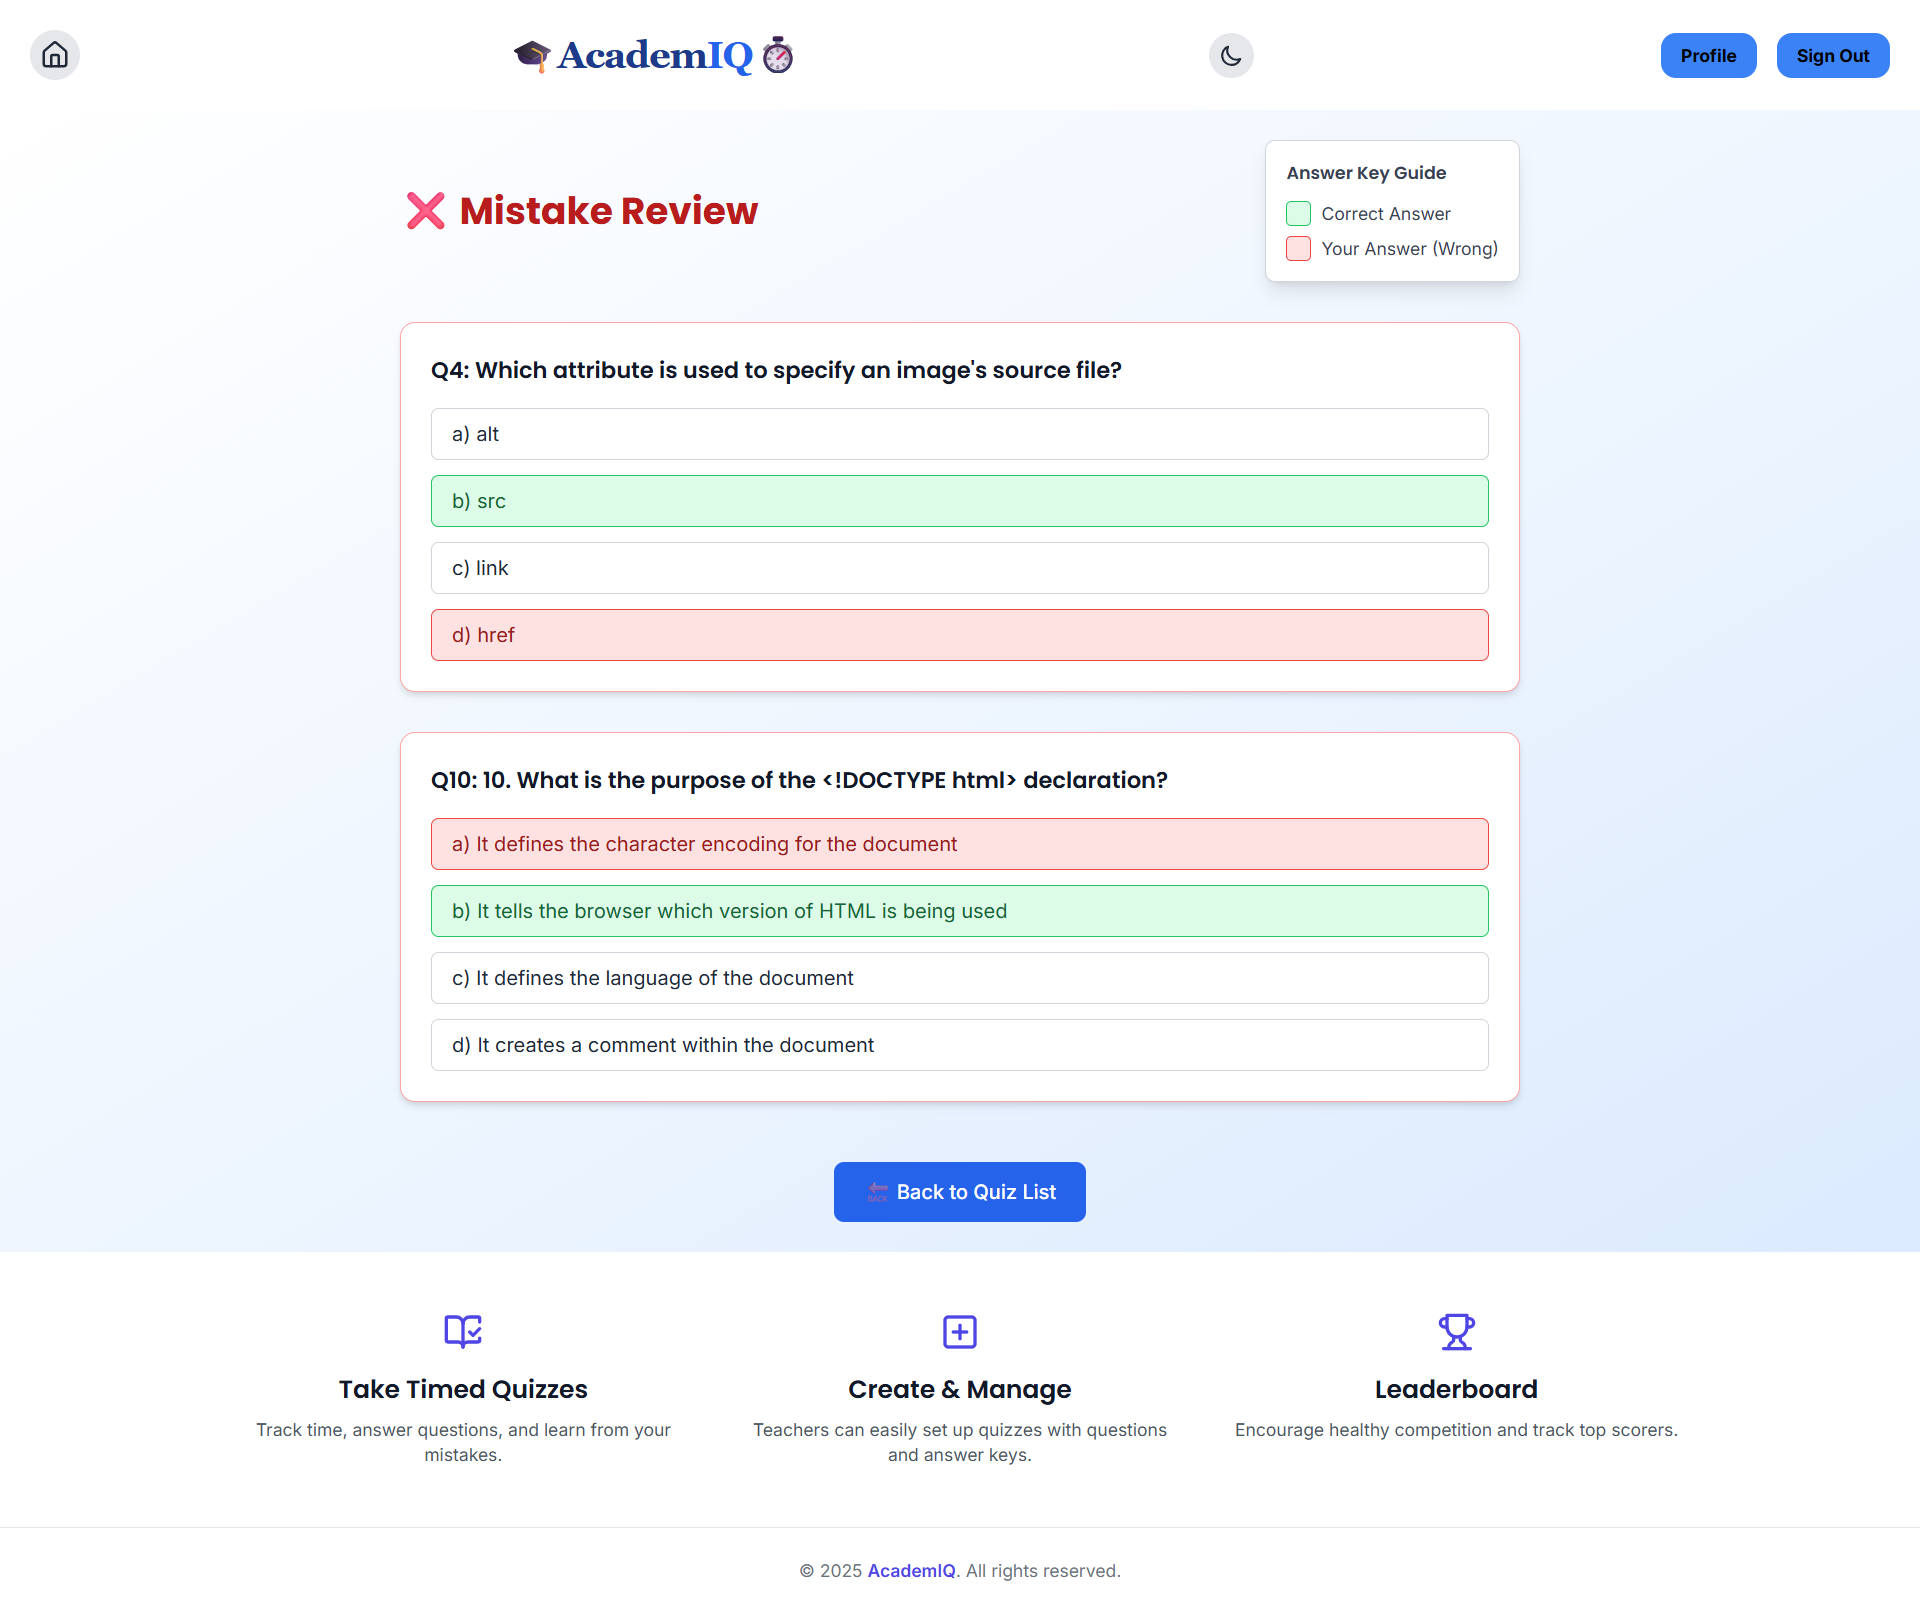 AcademIQ
Profile
Sign Out
Mistake Review
Answer Key Guide
Correct Answer
Your Answer (Wrong)
Q4: Which attribute is used to specify an image's source file?
a) alt
b) src
c) link
d) href
Q10: 10. What is the purpose of the <!DOCTYPE html> declaration?
a) It defines the character encoding for the document
b) It tells the browser which version of HTML is being used
c) It defines the language of the document
d) It creates a comment within the document
BACK Back to Quiz List
Take Timed Quizzes
Track time, answer questions, and learn from your
mistakes.
Create & Manage
Teachers can easily set up quizzes with questions
and answer keys.
Leaderboard
Encourage healthy competition and track top scorers.
© 2025 AcademIQ. All rights reserved.